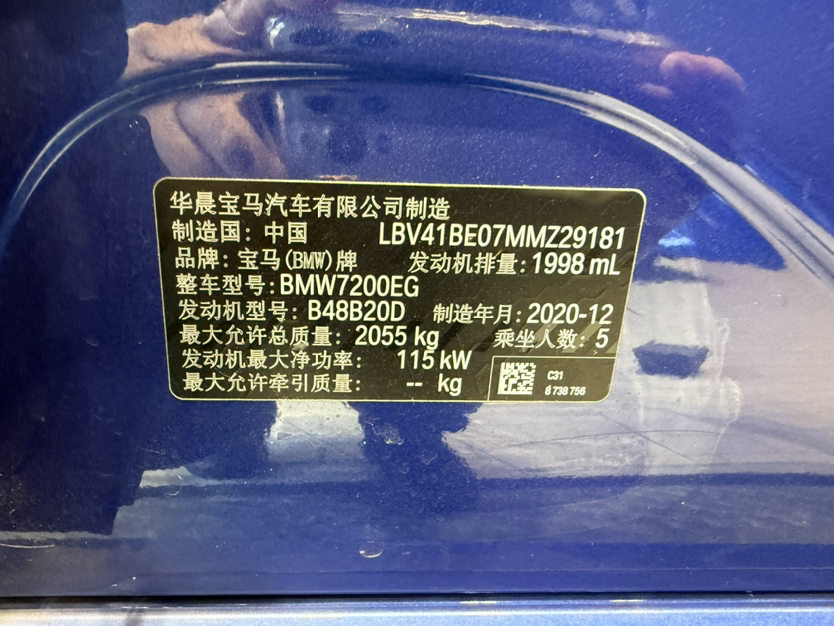 华晨宝马汽车有限公司制造
制造国: 中国 LBV41BE07MMZ29181
品牌: 宝马(BMW)牌 发动机排量: 1998 mL
整车型号: BMW7200EG
发动机型号: B48B20D 制造年月: 2020-12
最大允许总质量: 2055 kg 乘坐人数: 5
发动机最大净功率: 115 kW
最大允许牵引质量: -- kg
C31
8 738 756